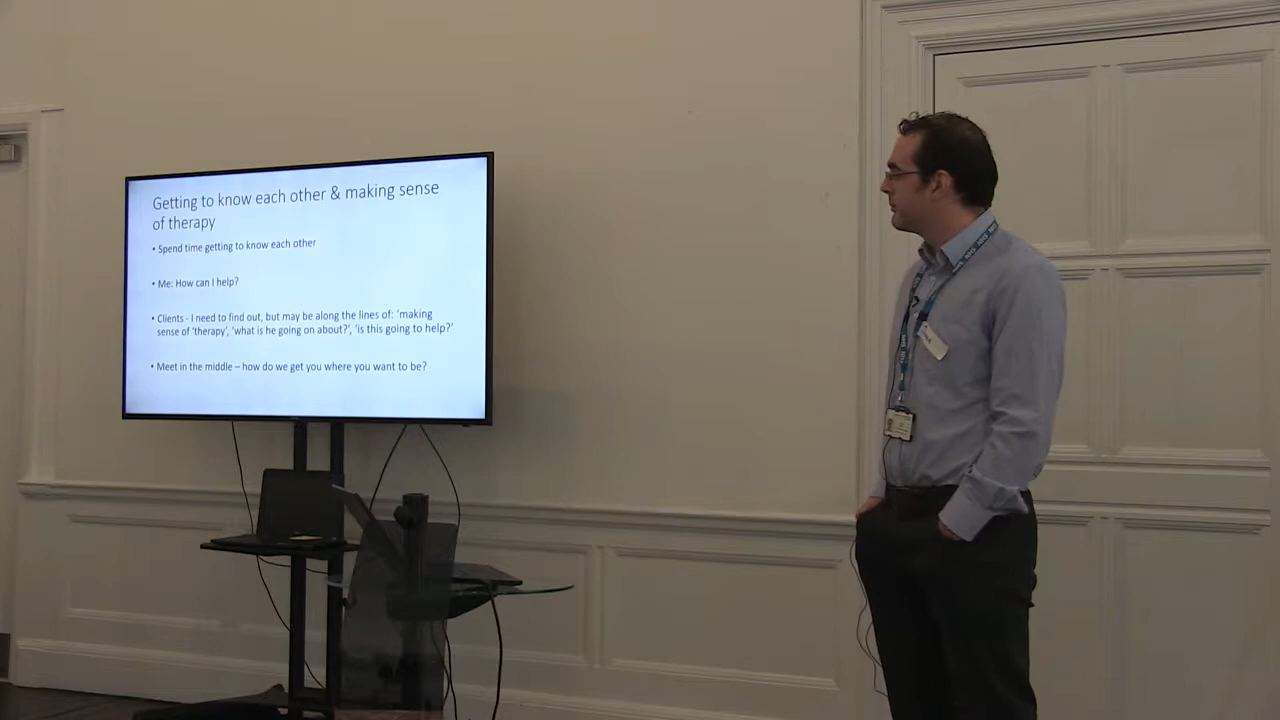 Getting to know each other & making sense
of therapy
• Spend time getting to know each other
• Me: How can I help?
• Clients - I need to find out, but may be along the lines of: 'making
sense of 'therapy', 'what is he going on about?', 'is this going to help?'
• Meet in the middle – how do we get you where you want to be?